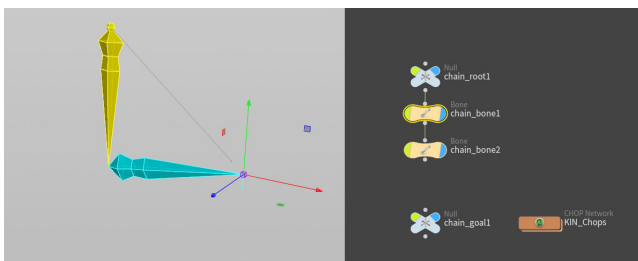 Null
chain_root1
Bone
chain_bone1
Bone
chain_bone2
Null
chain_goal1
CHOP Network
KIN_Chops